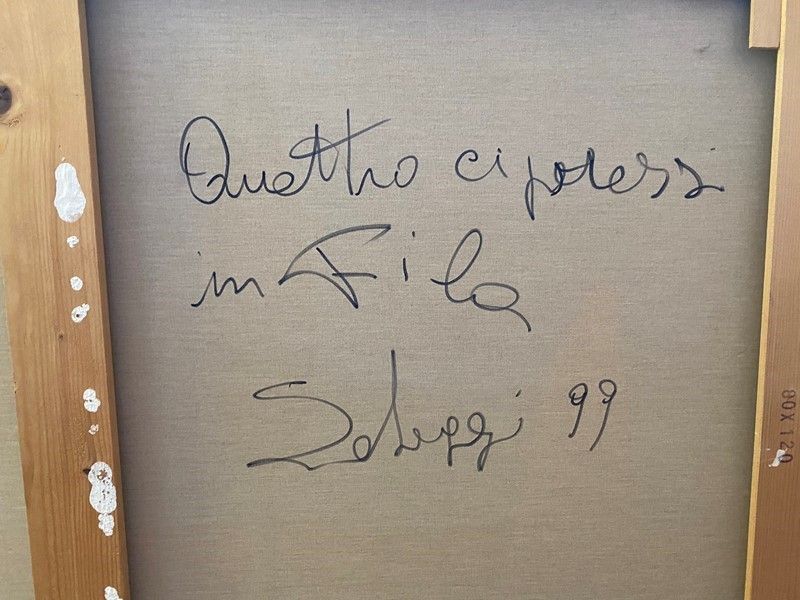 Quattro cipressi
in Fila
99
80X120